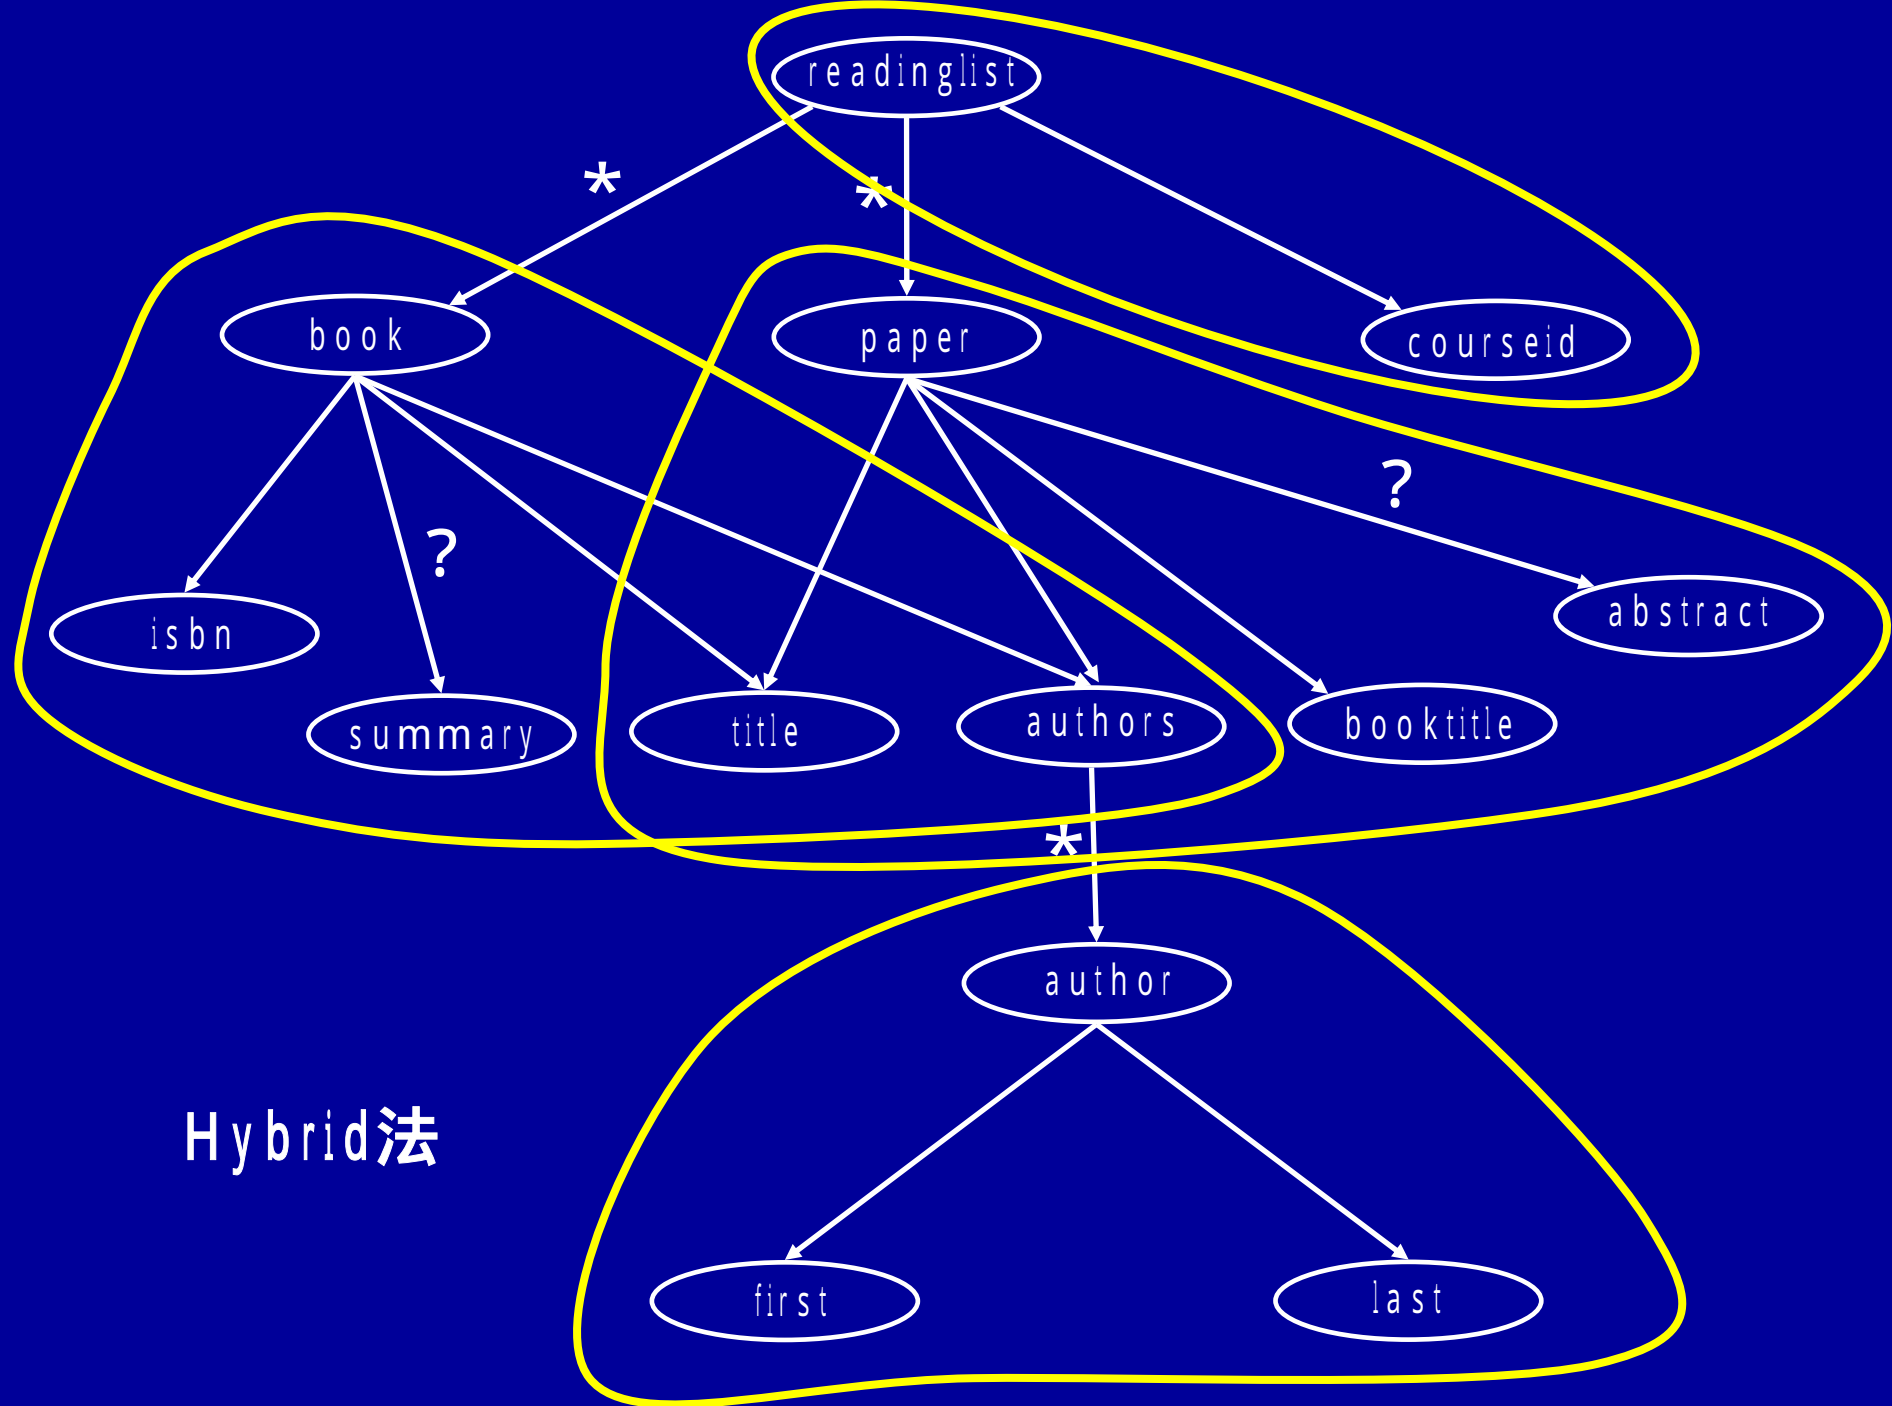 readinglist
*
*
book
paper
courseid
?
?
isbn
abstract
summary
title
authors
booktitle
*
author
Hybrid法
first
last